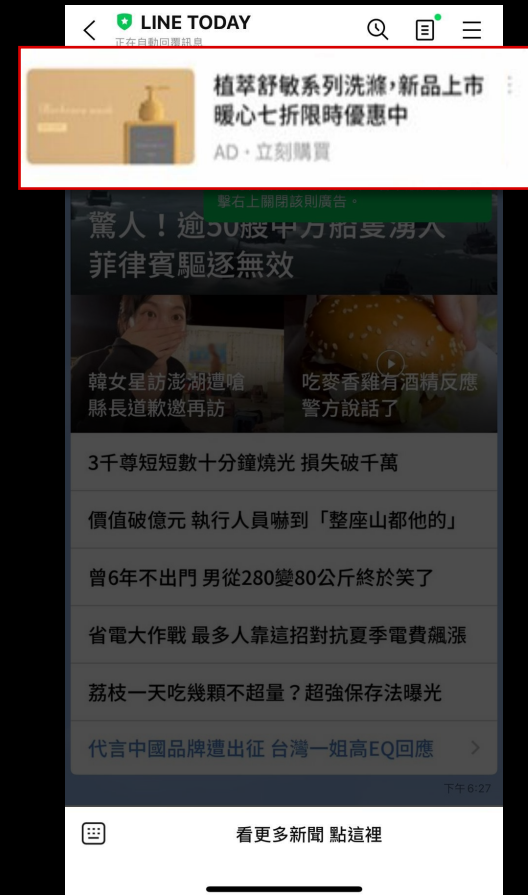 LINE TODAY
正在自動回覆訊息
植萃舒敏系列洗滌,新品上市
暖心七折限時優惠中
AD・立刻購買
擊右上關閉該則廣告。
驚人！逾50艘中方船隻湧入
菲律賓驅逐無效
韓女星訪澎湖遭嗆
縣長道歉邀再訪
吃麥香雞有酒精反應
警方說話了
3千尊短短數十分鐘燒光 損失破千萬
價值破億元 執行人員嚇到「整座山都他的」
曾6年不出門 男從280變80公斤終於笑了
省電大作戰 最多人靠這招對抗夏季電費飆漲
荔枝一天吃幾顆不超量？超強保存法曝光
代言中國品牌遭出征 台灣一姐高EQ回應
下午6:27
看更多新聞 點這裡